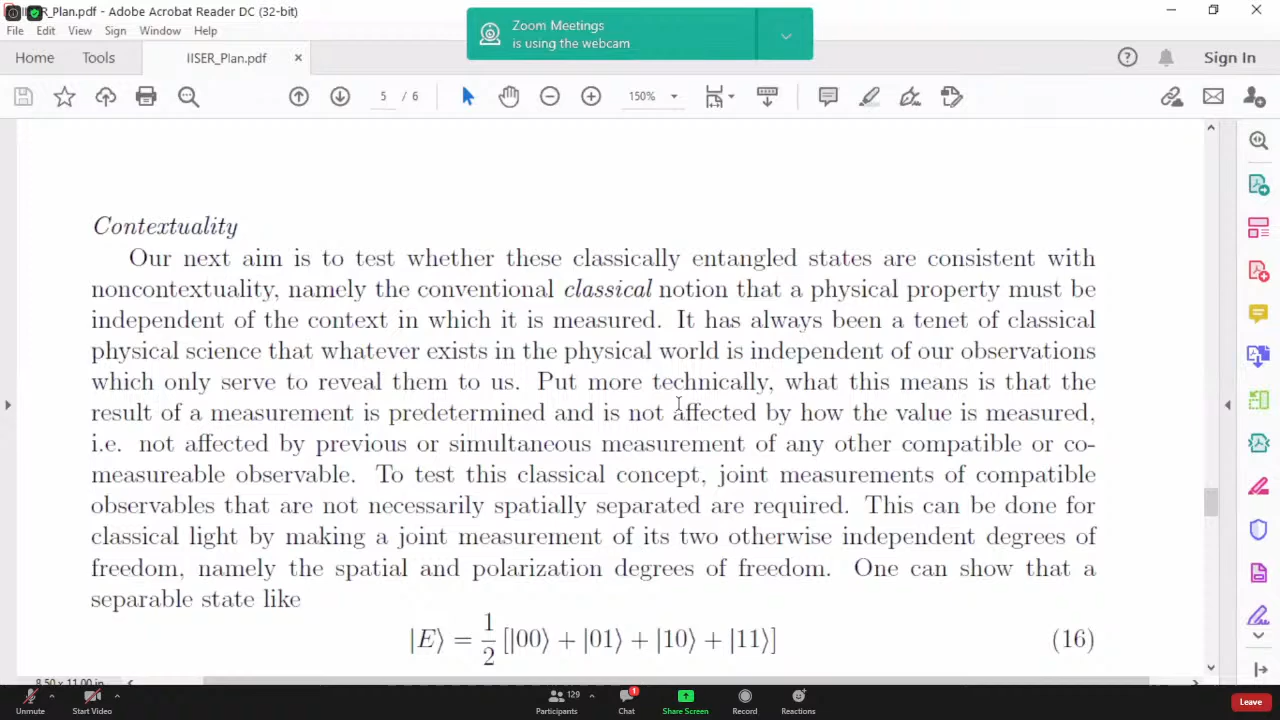 IISER_Plan.pdf - Adobe Acrobat Reader DC (32-bit)
Zoom Meetings
is using the webcam
File Edit View Sign Window Help
Home Tools IISER_Plan.pdf × Sign In
5 / 6 150%
Contextuality
Our next aim is to test whether these classically entangled states are consistent with
noncontextuality, namely the conventional classical notion that a physical property must be
independent of the context in which it is measured. It has always been a tenet of classical
physical science that whatever exists in the physical world is independent of our observations
which only serve to reveal them to us. Put more technically, what this means is that the
result of a measurement is predetermined and is not affected by how the value is measured,
i.e. not affected by previous or simultaneous measurement of any other compatible or co-
measureable observable. To test this classical concept, joint measurements of compatible
observables that are not necessarily spatially separated are required. This can be done for
classical light by making a joint measurement of its two otherwise independent degrees of
freedom, namely the spatial and polarization degrees of freedom. One can show that a
separable state like
|E⟩ = 1/2 [|00⟩ + |01⟩ + |10⟩ + |11⟩] (16)
8.50 x 11.00 in
129 1
Unmute Start Video Participants Chat Share Screen Record Reactions Leave